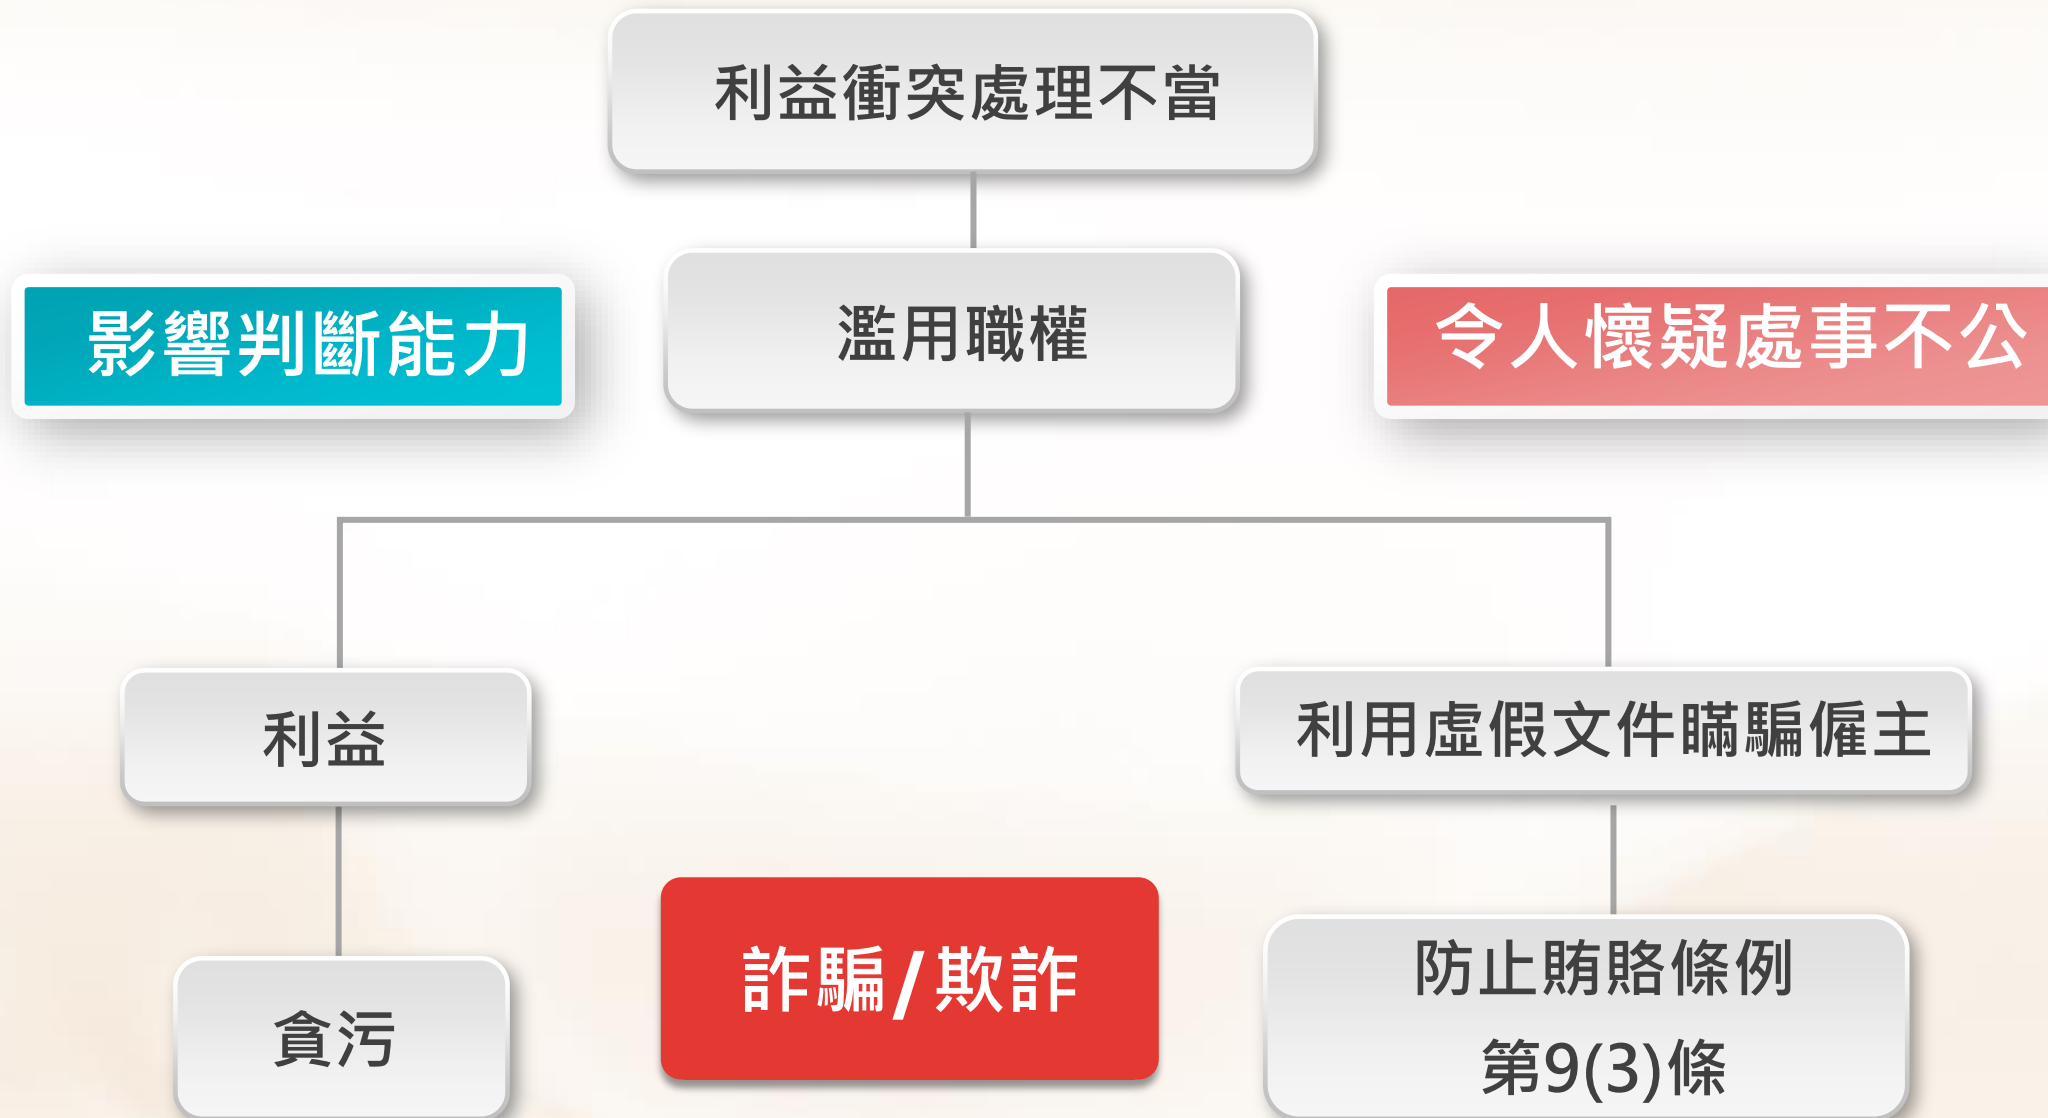 利益衝突處理不當
影響判斷能力
濫用職權
令人懷疑處事不公
利益
利用虛假文件瞞騙僱主
詐騙/欺詐
貪污
防止賄賂條例
第9(3)條